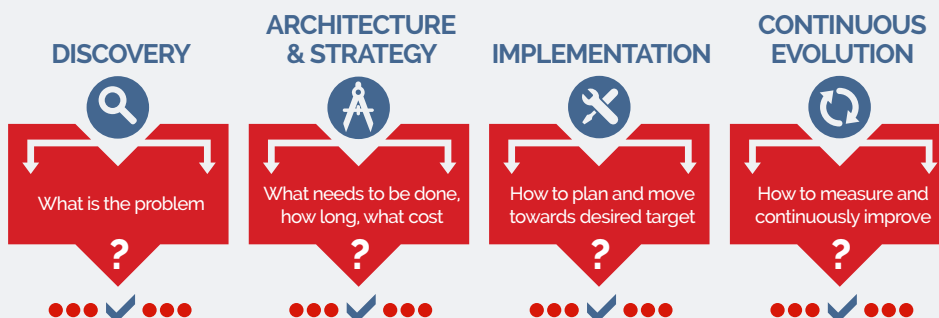 DISCOVERY
What is the problem
?
ARCHITECTURE
& STRATEGY
What needs to be done,
how long, what cost
?
IMPLEMENTATION
How to plan and move
towards desired target
?
CONTINUOUS
EVOLUTION
How to measure and
continuously improve
?